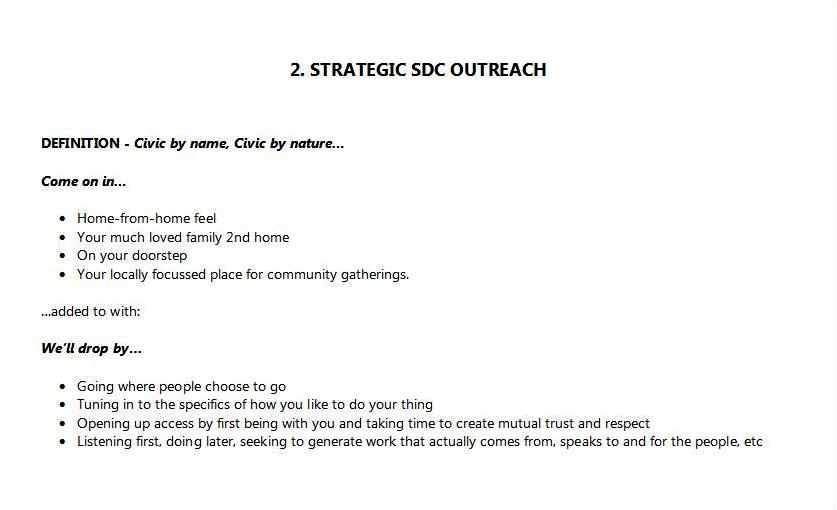 2. STRATEGIC SDC OUTREACH
DEFINITION - Civic by name, Civic by nature...
Come on in...
• Home-from-home feel
• Your much loved family 2nd home
• On your doorstep
• Your locally focussed place for community gatherings.
...added to with:
We'll drop by...
• Going where people choose to go
• Tuning in to the specifics of how you like to do your thing
• Opening up access by first being with you and taking time to create mutual trust and respect
• Listening first, doing later, seeking to generate work that actually comes from, speaks to and for the people, etc